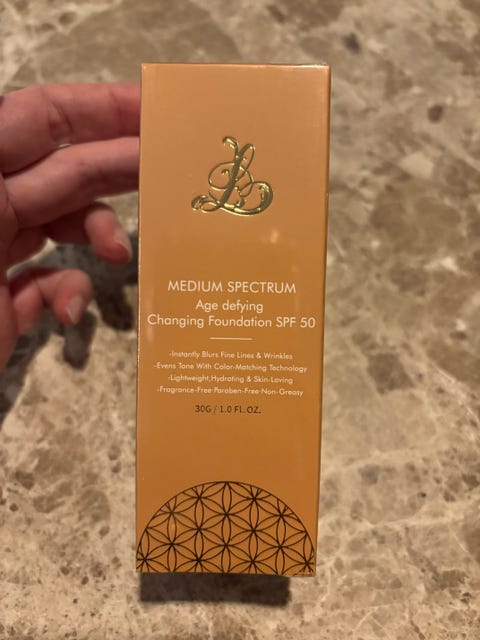 MEDIUM SPECTRUM
Age defying
Changing Foundation SPF 50
-Instantly Blurs Fine Lines & Wrinkles
-Evens Tone With Color-Matching Technology
-Lightweight,Hydrating & Skin-Loving
-Fragrance-Free·Paraben-Free·Non-Greasy
30G / 1.0 FL.OZ.